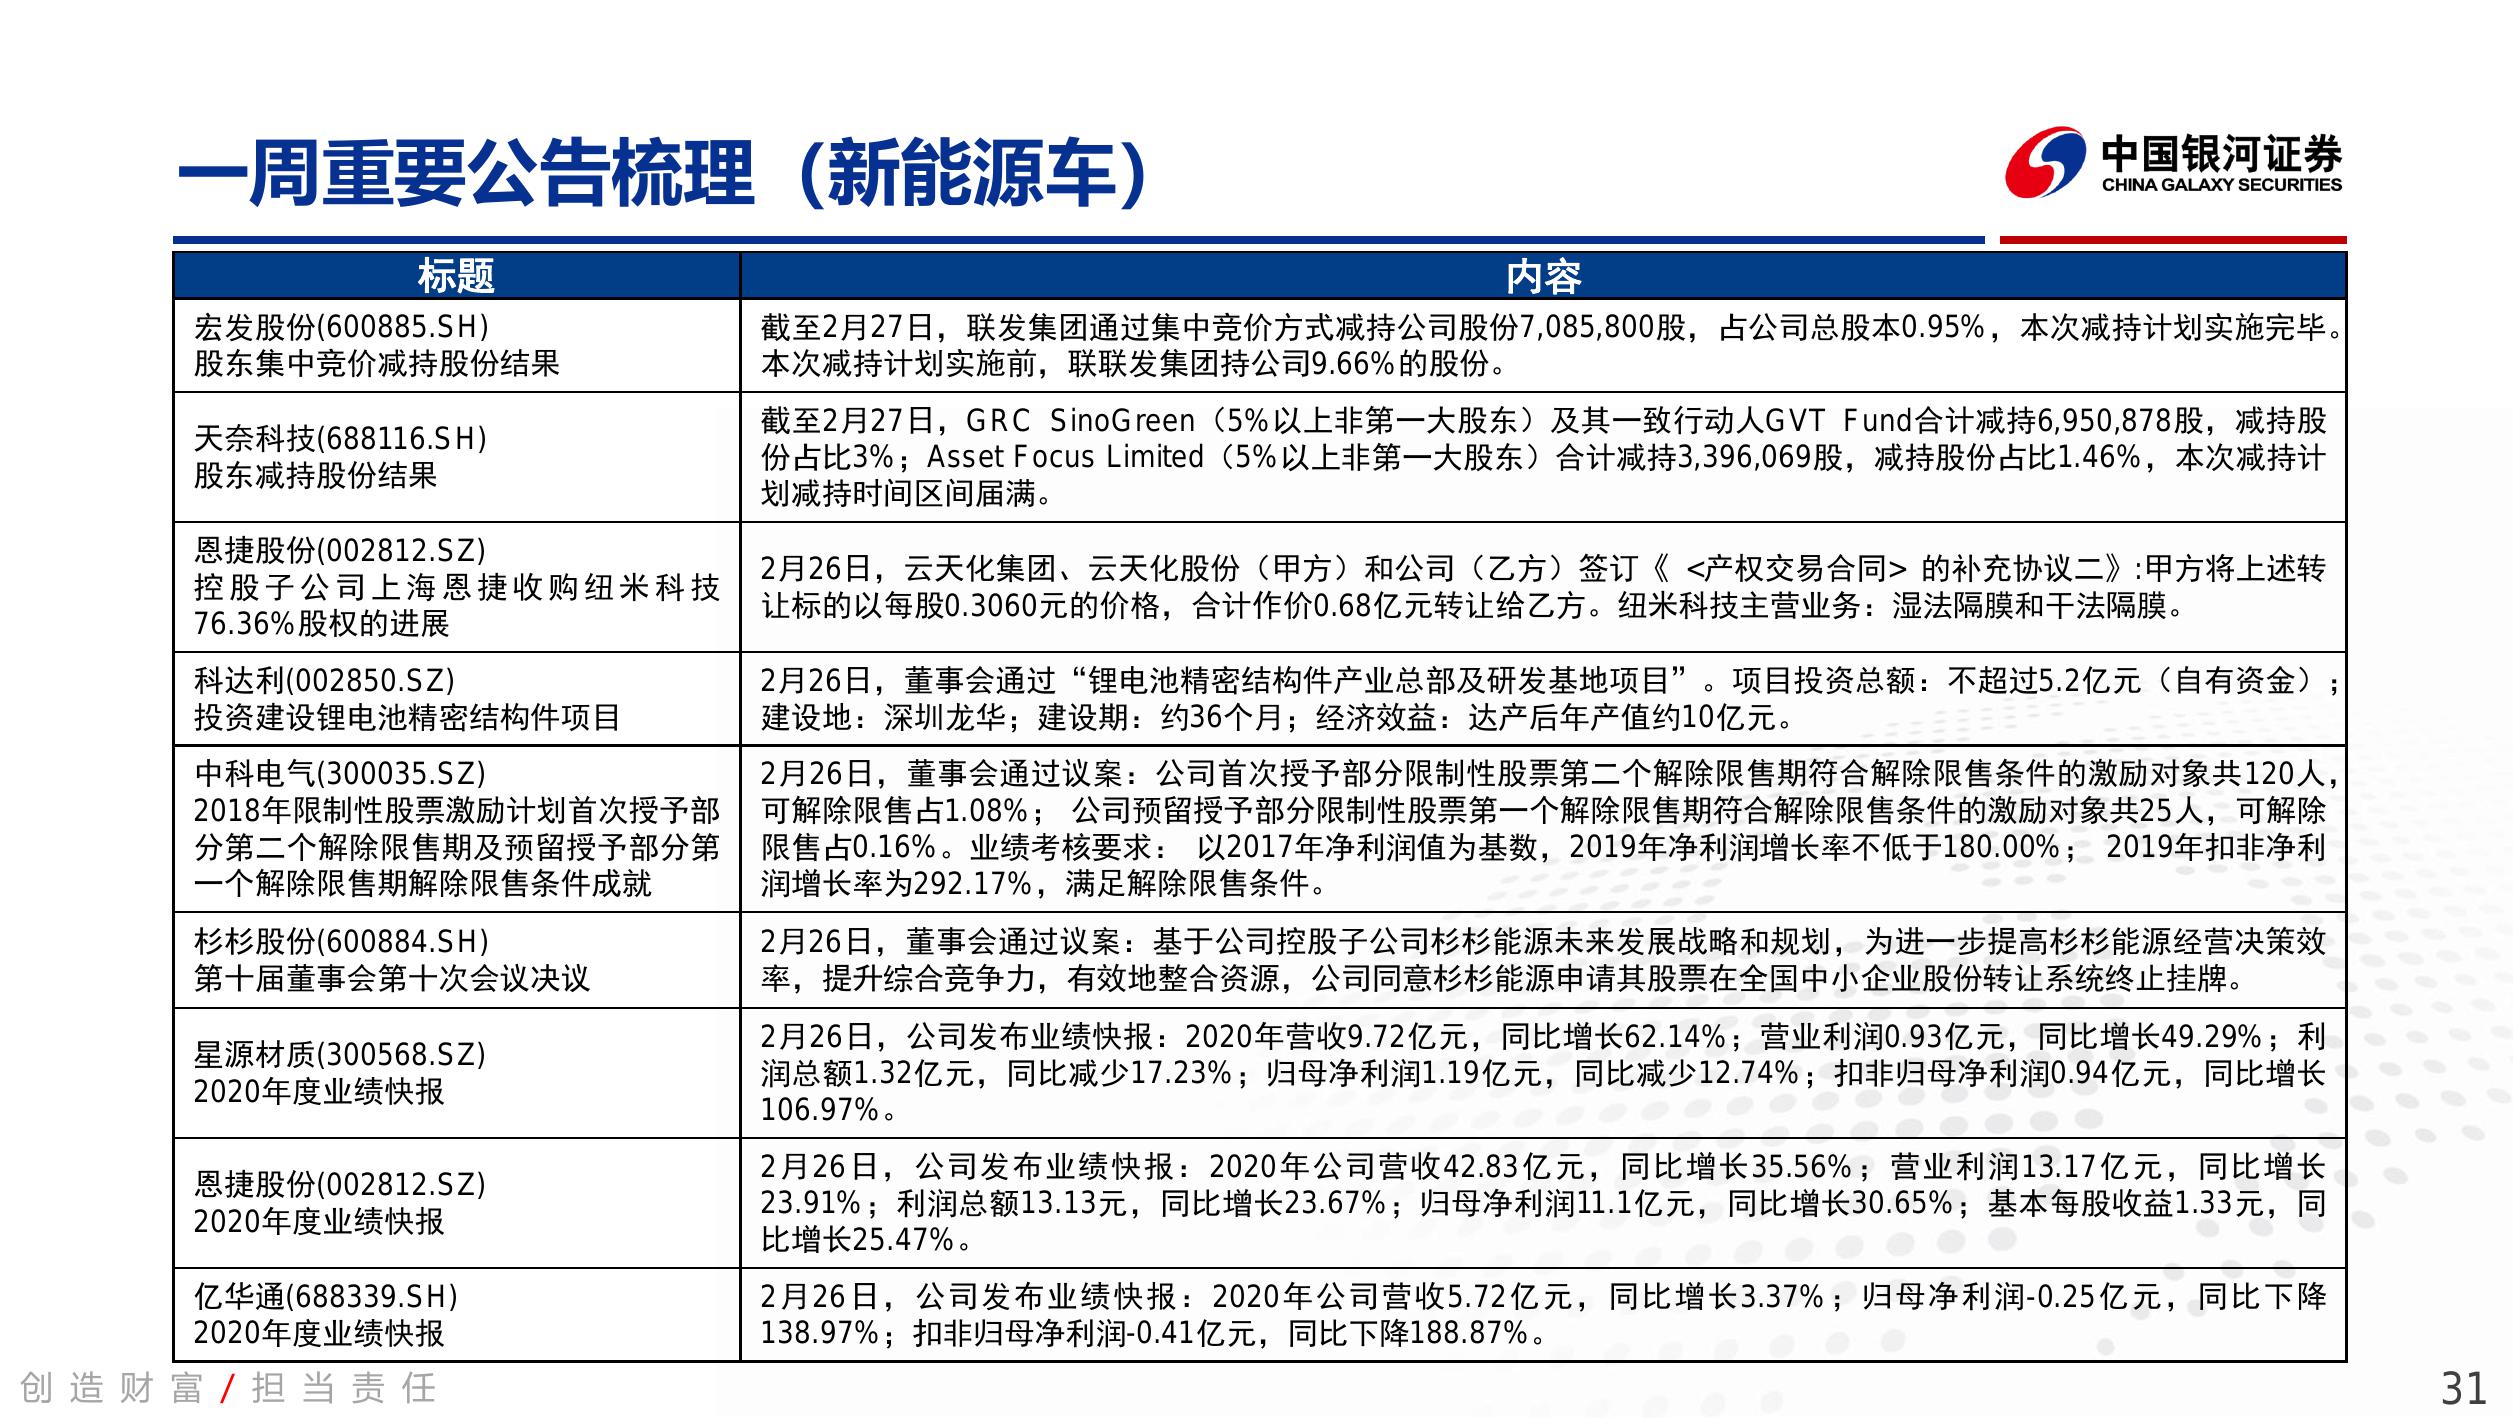 一周重要公告梳理（新能源车）
中国银河证券
CHINA GALAXY SECURITIES
标题
内容
宏发股份(600885.SH)
股东集中竞价减持股份结果
截至2月27日，联发集团通过集中竞价方式减持公司股份7,085,800股，占公司总股本0.95%，本次减持计划实施完毕。
本次减持计划实施前，联联发集团持公司9.66%的股份。
天奈科技(688116.SH)
股东减持股份结果
截至2月27日，GRC SinoGreen（5%以上非第一大股东）及其一致行动人GVT Fund合计减持6,950,878股，减持股
份占比3%；Asset Focus Limited（5%以上非第一大股东）合计减持3,396,069股，减持股份占比1.46%，本次减持计
划减持时间区间届满。
恩捷股份(002812.SZ)
控股子公司上海恩捷收购纽米科技
76.36%股权的进展
2月26日，云天化集团、云天化股份（甲方）和公司（乙方）签订《 <产权交易合同> 的补充协议二》:甲方将上述转
让标的以每股0.3060元的价格，合计作价0.68亿元转让给乙方。纽米科技主营业务：湿法隔膜和干法隔膜。
科达利(002850.SZ)
投资建设锂电池精密结构件项目
2月26日，董事会通过“锂电池精密结构件产业总部及研发基地项目”。项目投资总额：不超过5.2亿元（自有资金）；
建设地：深圳龙华；建设期：约36个月；经济效益：达产后年产值约10亿元。
中科电气(300035.SZ)
2018年限制性股票激励计划首次授予部
分第二个解除限售期及预留授予部分第
一个解除限售期解除限售条件成就
2月26日，董事会通过议案：公司首次授予部分限制性股票第二个解除限售期符合解除限售条件的激励对象共120人，
可解除限售占1.08%； 公司预留授予部分限制性股票第一个解除限售期符合解除限售条件的激励对象共25人，可解除
限售占0.16%。业绩考核要求： 以2017年净利润值为基数，2019年净利润增长率不低于180.00%； 2019年扣非净利
润增长率为292.17%，满足解除限售条件。
杉杉股份(600884.SH)
第十届董事会第十次会议决议
2月26日，董事会通过议案：基于公司控股子公司杉杉能源未来发展战略和规划，为进一步提高杉杉能源经营决策效
率，提升综合竞争力，有效地整合资源，公司同意杉杉能源申请其股票在全国中小企业股份转让系统终止挂牌。
星源材质(300568.SZ)
2020年度业绩快报
2月26日，公司发布业绩快报：2020年营收9.72亿元，同比增长62.14%；营业利润0.93亿元，同比增长49.29%；利
润总额1.32亿元，同比减少17.23%；归母净利润1.19亿元，同比减少12.74%；扣非归母净利润0.94亿元，同比增长
106.97%。
恩捷股份(002812.SZ)
2020年度业绩快报
2月26日，公司发布业绩快报：2020年公司营收42.83亿元，同比增长35.56%；营业利润13.17亿元，同比增长
23.91%；利润总额13.13元，同比增长23.67%；归母净利润11.1亿元，同比增长30.65%；基本每股收益1.33元，同
比增长25.47%。
亿华通(688339.SH)
2020年度业绩快报
2月26日，公司发布业绩快报：2020年公司营收5.72亿元，同比增长3.37%；归母净利润-0.25亿元，同比下降
138.97%；扣非归母净利润-0.41亿元，同比下降188.87%。
创造财富/担当责任
31